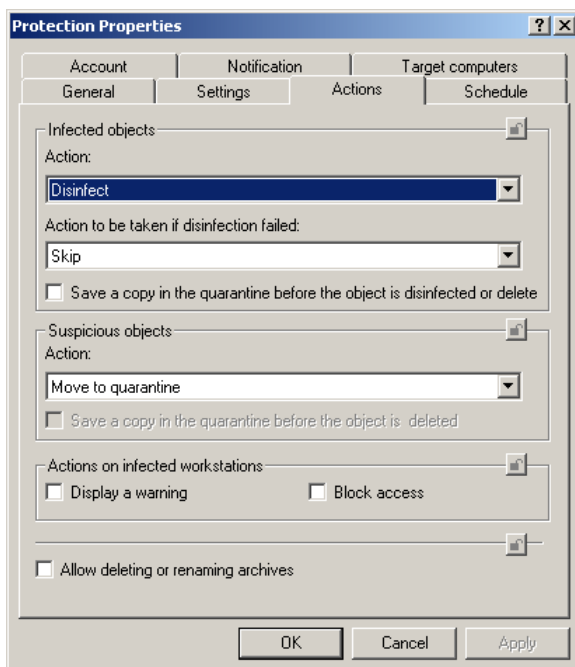 Protection Properties
Account Notification Target computers
General Settings Actions Schedule
Infected objects
Action:
Disinfect
Action to be taken if disinfection failed:
Skip
Save a copy in the quarantine before the object is disinfected or delete
Suspicious objects
Action:
Move to quarantine
Save a copy in the quarantine before the object is deleted
Actions on infected workstations
Display a warning Block access
Allow deleting or renaming archives
OK Cancel Apply